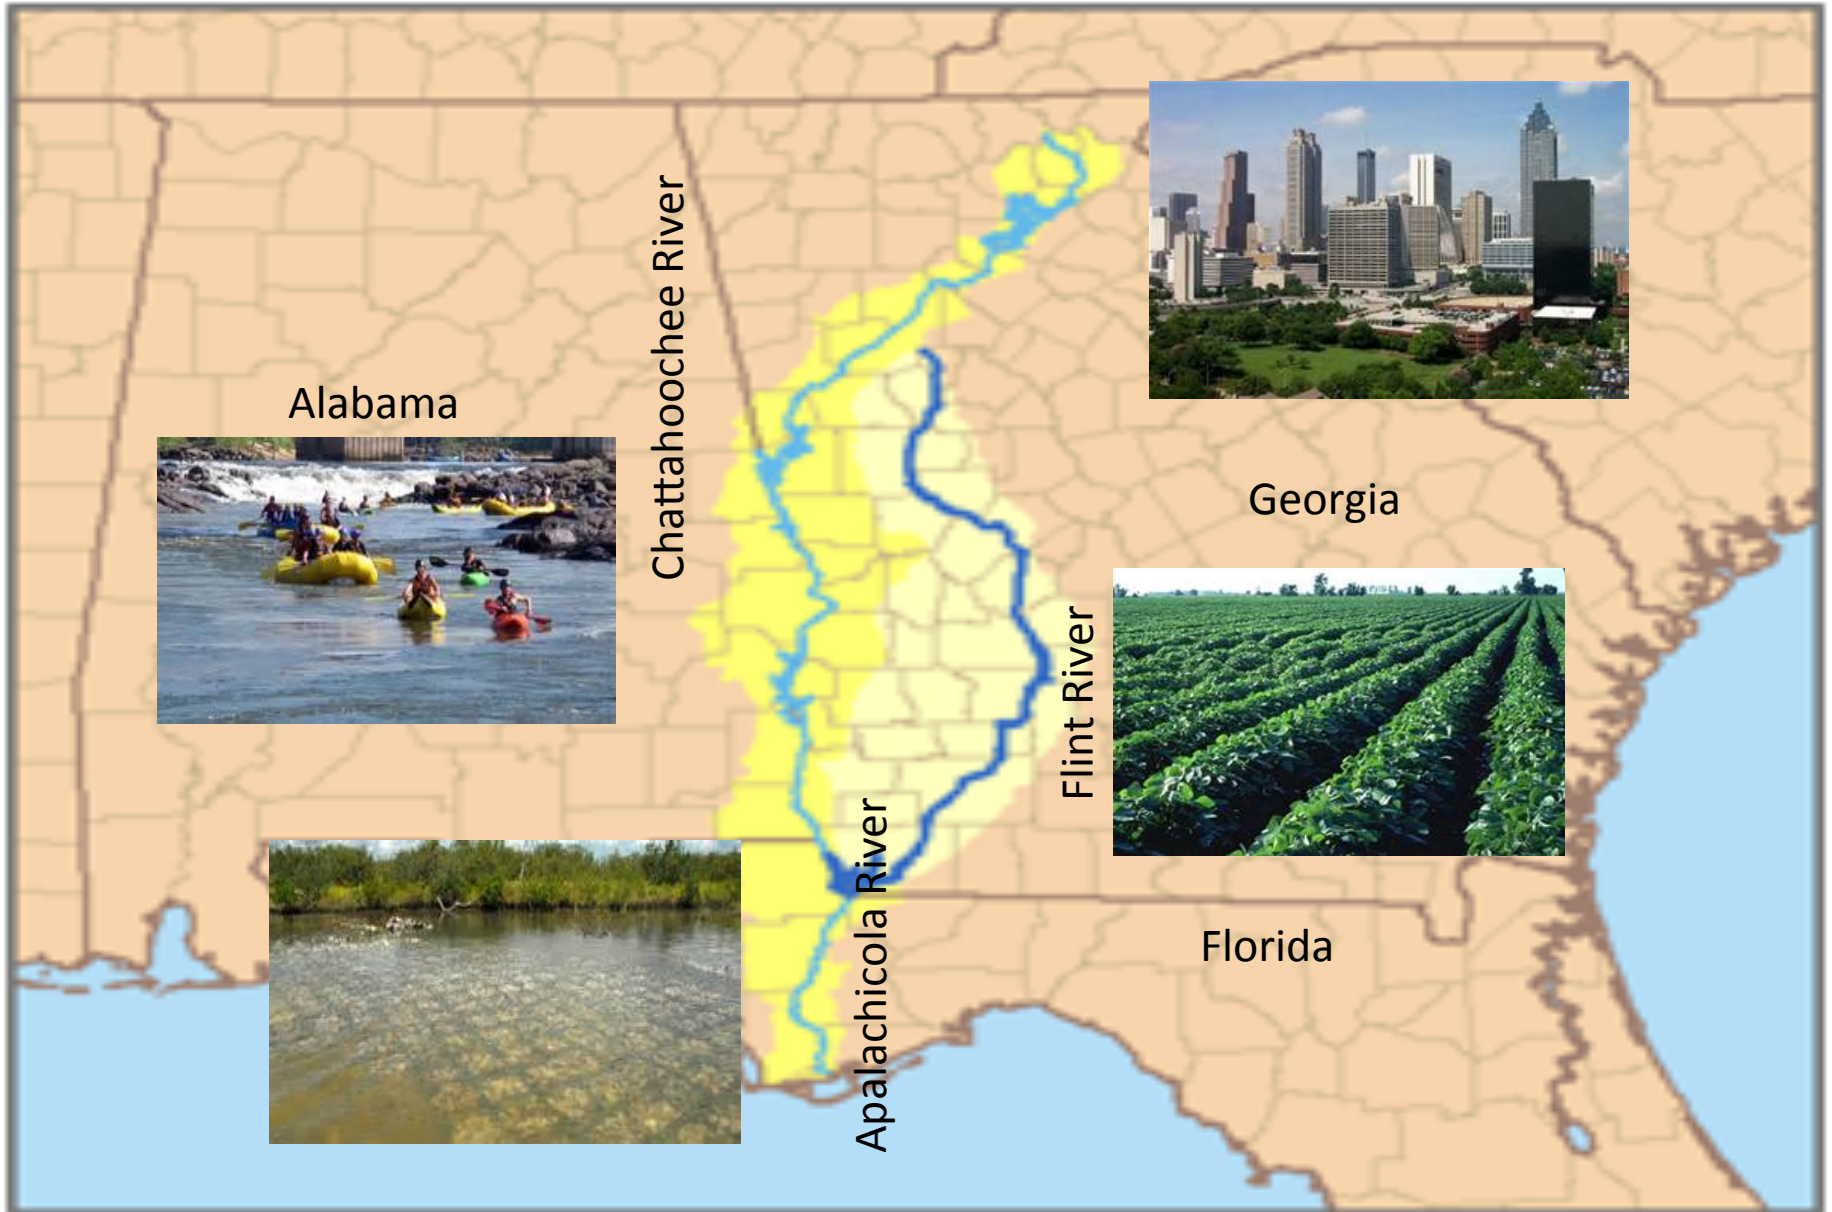 Chattahoochee River
Alabama
Georgia
Flint River
Apalachicola River
Florida